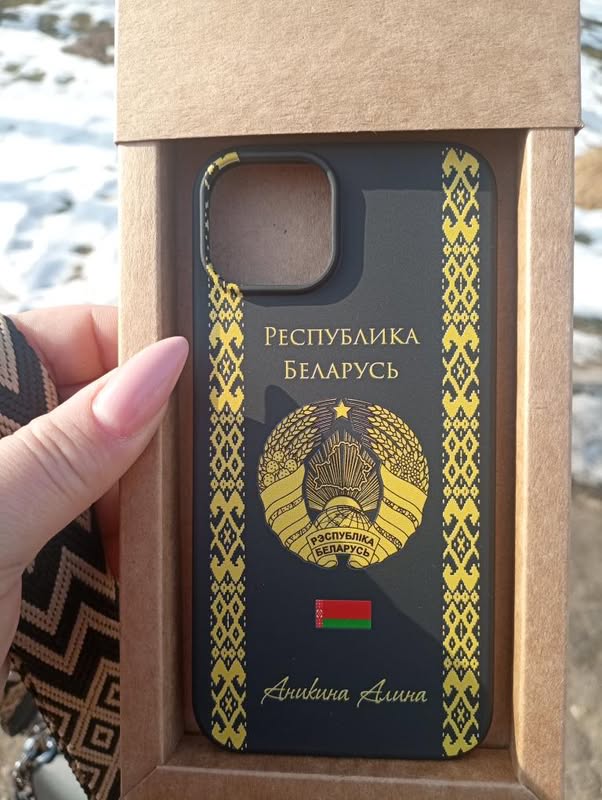 Республика
Беларусь
РЭСПУБЛІКА
БЕЛАРУСЬ
Аникина Алина